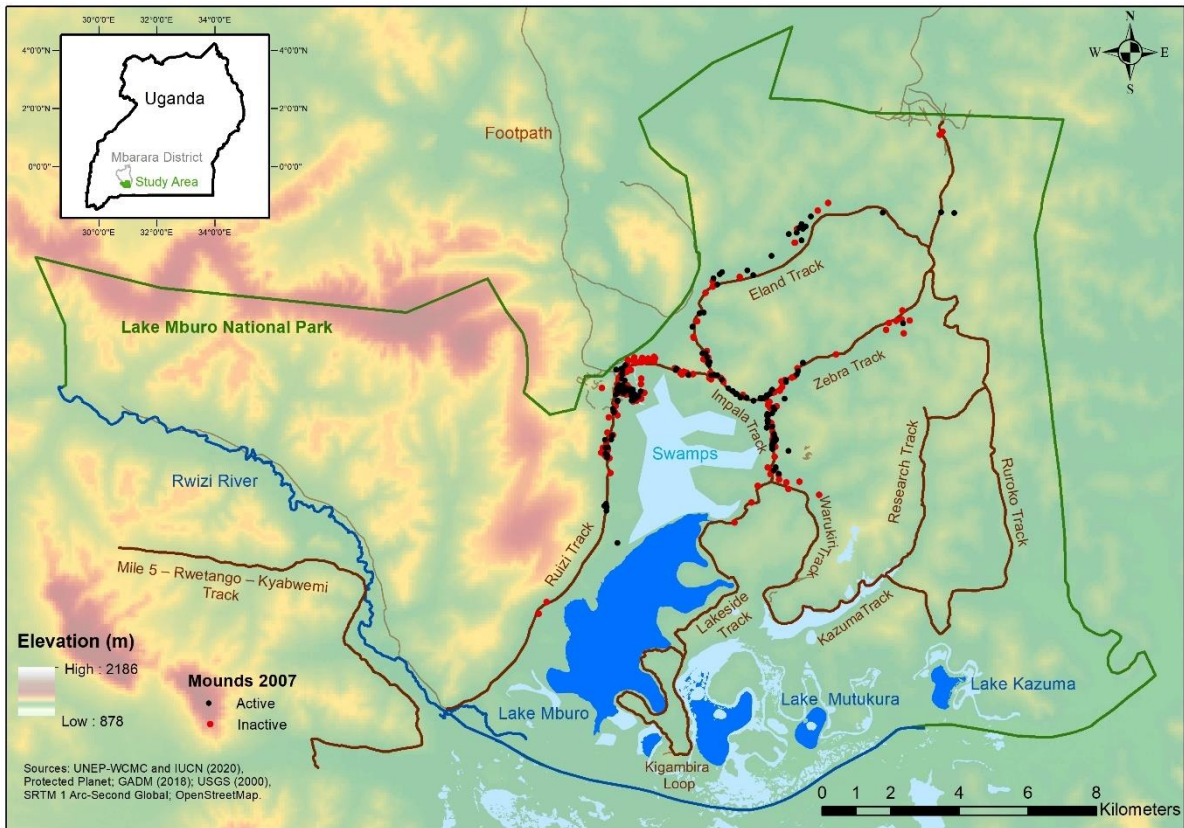 30°0'0"E 32°0'0"E 34°0'0"E
4°0'0"N
2°0'0"N
0°0'0"N
Uganda
Mbarara District
Study Area
30°0'0"E 32°0'0"E 34°0'0"E
4°0'0"N
2°0'0"N
0°0'0"N
N
W
E
S
Footpath
Eland Track
Lake Mburo National Park
Zebra Track
Impala Track
Swamps
Rwizi River
Research Track
Ruroko Track
Warukiri Track
Ruizi Track
Mile 5 – Rwetango – Kyabwemi
Track
Lakeside
Track
Kazuma Track
Elevation (m)
High : 2186
Low : 878
Mounds 2007
Active
Inactive
Lake Mburo
Lake Mutukura
Lake Kazuma
Kigambira
Loop
Sources: UNEP-WCMC and IUCN (2020),
Protected Planet; GADM (2018); USGS (2000),
SRTM 1 Arc-Second Global; OpenStreetMap.
0 1 2 4 6 8
Kilometers